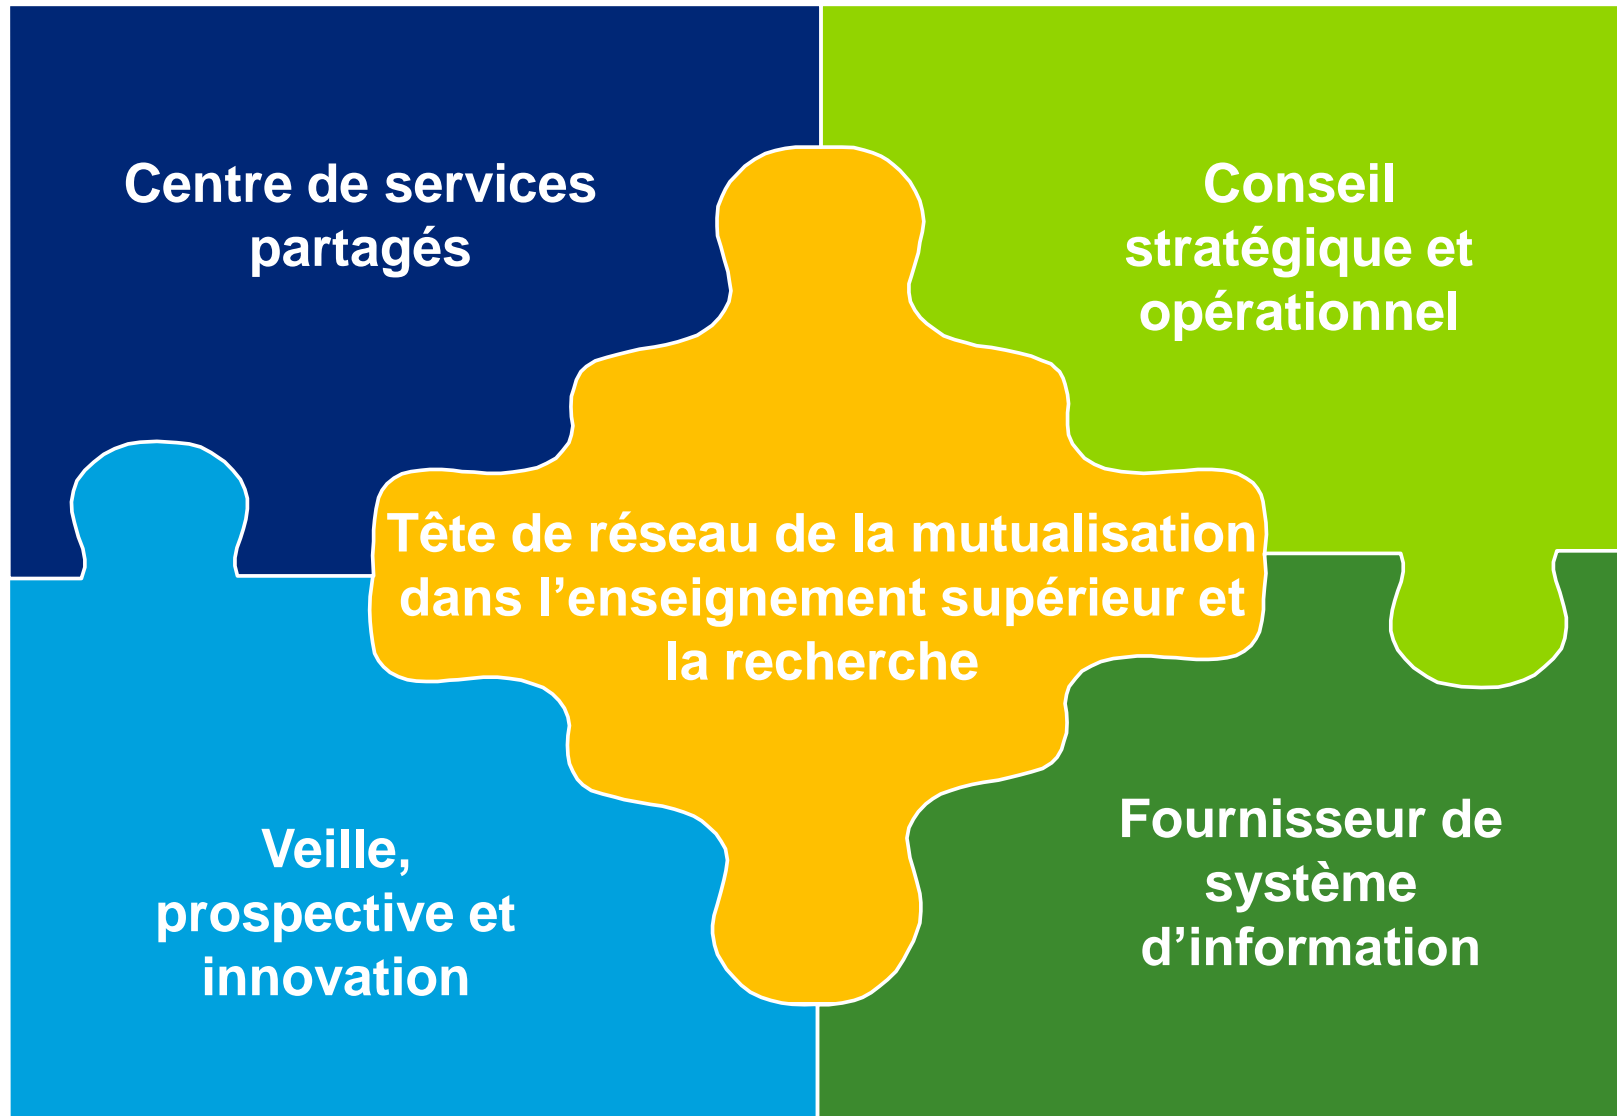 Centre de services
partagés
Conseil
stratégique et
opérationnel
Tête de réseau de la mutualisation
dans l’enseignement supérieur et
la recherche
Veille,
prospective et
innovation
Fournisseur de
système
d’information